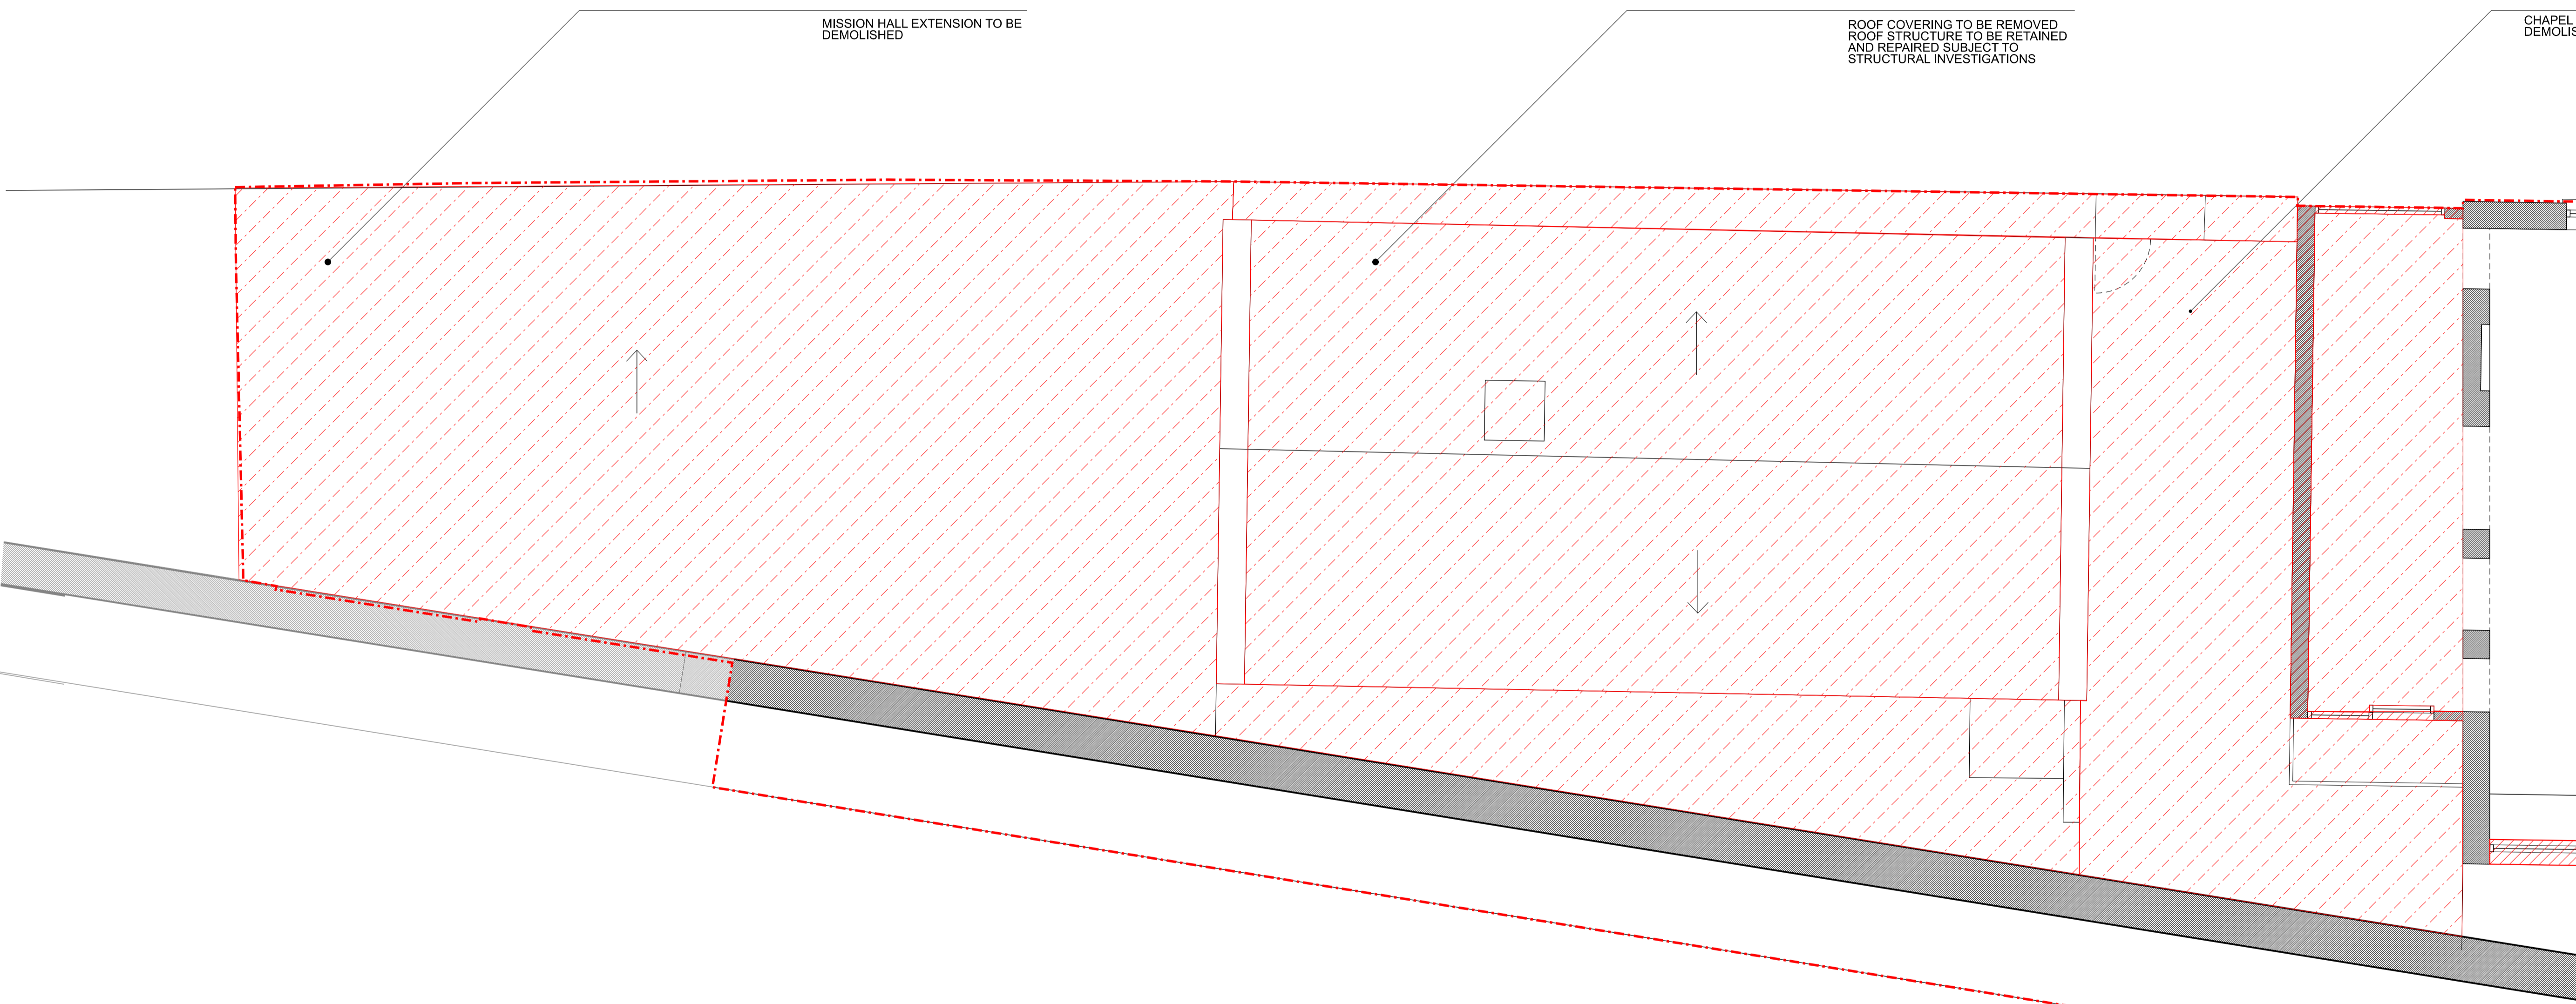 MISSION HALL EXTENSION TO BE
DEMOLISHED
ROOF COVERING TO BE REMOVED
ROOF STRUCTURE TO BE RETAINED
AND REPAIRED SUBJECT TO
STRUCTURAL INVESTIGATIONS
CHAPEL